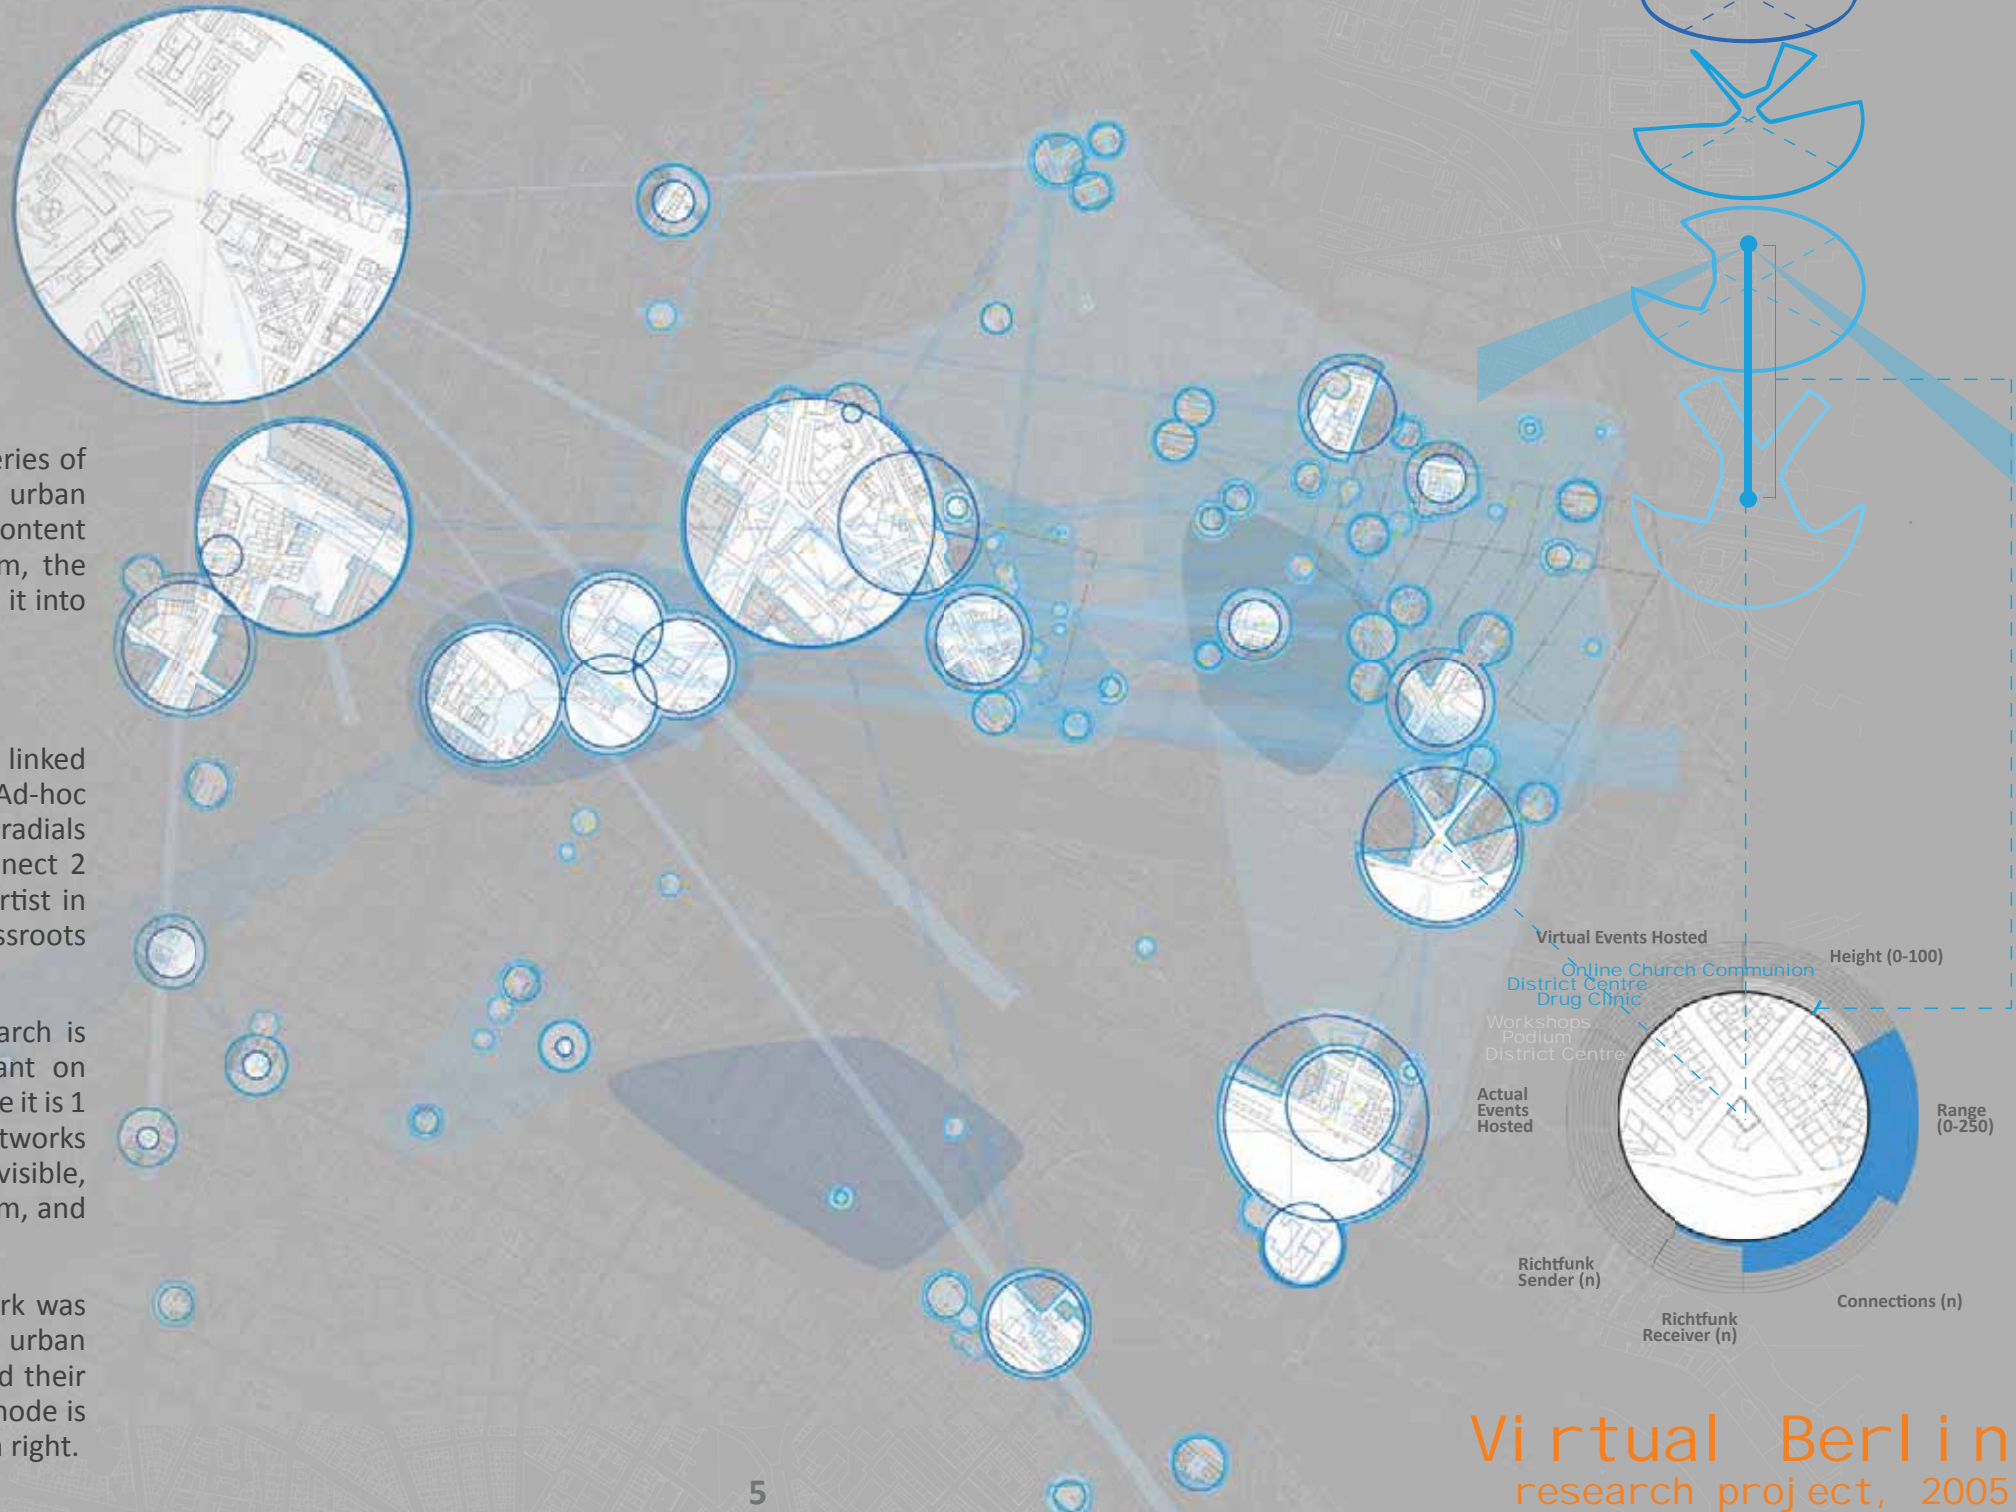 eries of
urban
ontent
m, the
it into
linked
Ad-hoc
radials
nnect 2
rtist in
ssroots
arch is
ant on
e it is 1
tworks
visible,
m, and
rk was
urban
d their
node is
n right.
Virtual Events Hosted
Online Church Communion
District Centre
Drug Clinic
Workshops
Podium
District Centre
Actual
Events
Hosted
Height (0-100)
Range
(0-250)
Richtfunk
Sender (n)
Richtfunk
Receiver (n)
Connections (n)
5
Virtual Berlin
research project, 2005